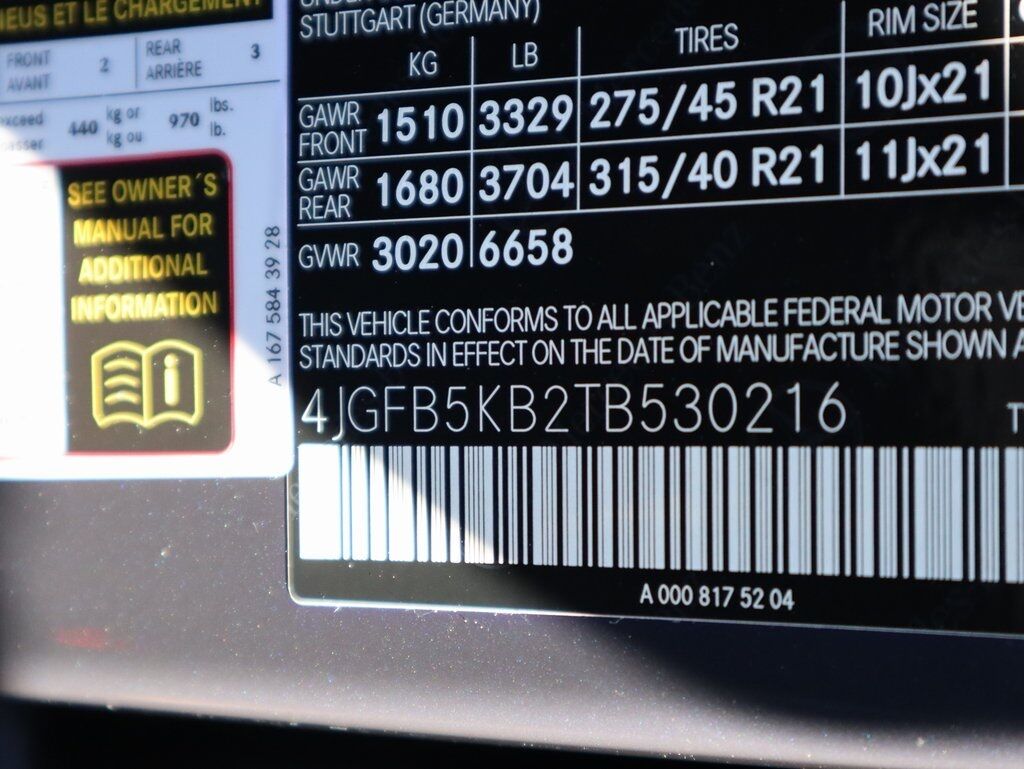 NEUS ET LE CHARGEMENT
FRONT
AVANT
2
REAR
ARRIÈRE
3
440
kg or
kg ou
970
lbs.
lb.
SEE OWNER´S
MANUAL FOR
ADDITIONAL
INFORMATION
i
A 167 584 39 28
STUTTGART (GERMANY)
KG LB TIRES RIM SIZE
GAWR
FRONT 1510 3329 275/45 R21 10Jx21
GAWR
REAR 1680 3704 315/40 R21 11Jx21
GVWR 3020 6658
THIS VEHICLE CONFORMS TO ALL APPLICABLE FEDERAL MOTOR VE
STANDARDS IN EFFECT ON THE DATE OF MANUFACTURE SHOWN A
4JGFB5KB2TB530216
A 000 817 52 04